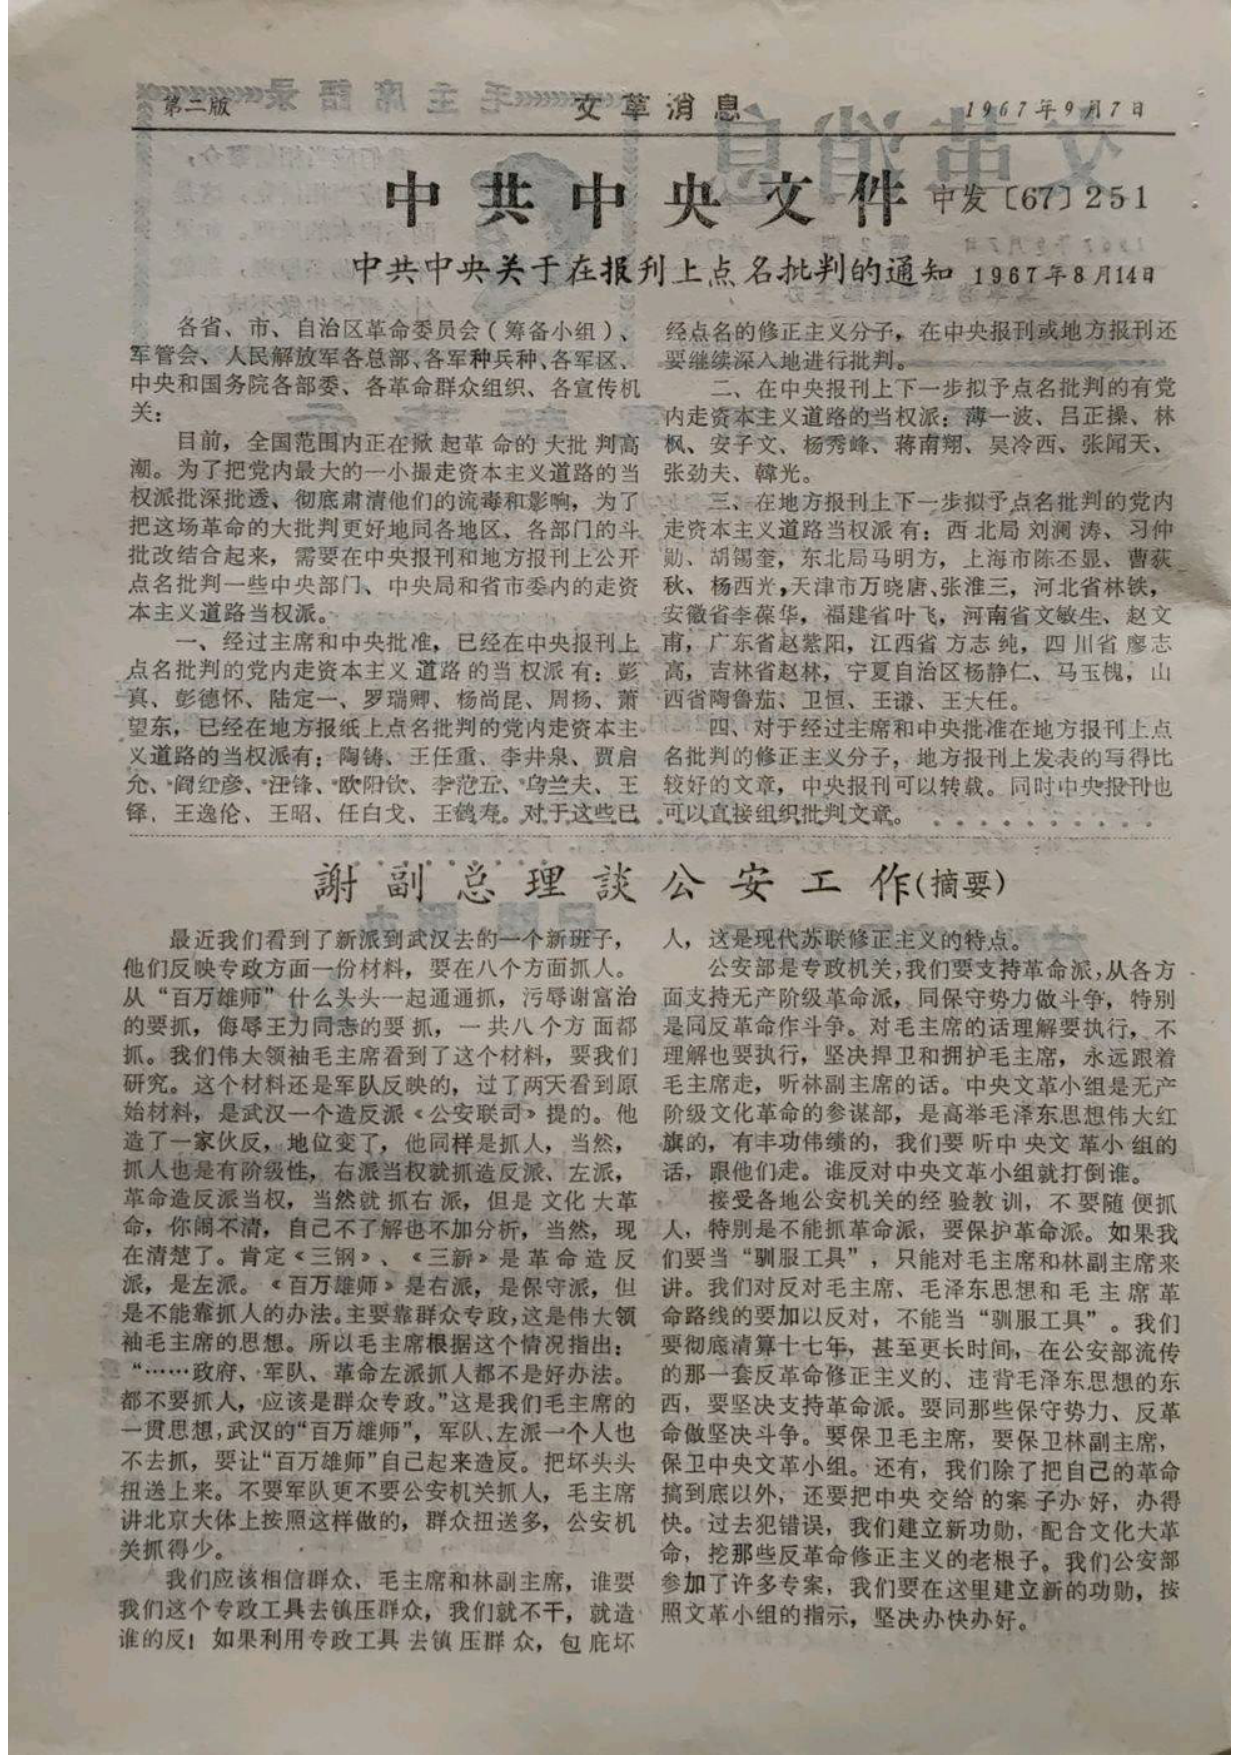 第二版
文革消息
1967年9月7日
中共中央文件 中发〔67〕251
中共中央关于在报刊上点名批判的通知 1967年8月14日
各省、市、自治区革命委员会（筹备小组）、
军管会、人民解放军各总部、各军种兵种、各军区、
中央和国务院各部委、各革命群众组织、各宣传机
关：
目前，全国范围内正在掀起革命的大批判高
潮。为了把党内最大的一小撮走资本主义道路的当
权派批深批透、彻底肃清他们的流毒和影响，为了
把这场革命的大批判更好地同各地区、各部门的斗
批改结合起来，需要在中央报刊和地方报刊上公开
点名批判一些中央部门、中央局和省市委内的走资
本主义道路当权派。
一、经过主席和中央批准，已经在中央报刊上
点名批判的党内走资本主义道路的当权派有：彭
真、彭德怀、陆定一、罗瑞卿、杨尚昆、周扬、萧
望东，已经在地方报纸上点名批判的党内走资本主
义道路的当权派有：陶铸、王任重、李井泉、贾启
允、阎红彦、汪锋、欧阳钦、李范五、乌兰夫、王
铎、王逸伦、王昭、任白戈、王鹤寿。对于这些已
经点名的修正主义分子，在中央报刊或地方报刊还
要继续深入地进行批判。
二、在中央报刊上下一步拟予点名批判的有党
内走资本主义道路的当权派：薄一波、吕正操、林
枫、安子文、杨秀峰、蒋南翔、吴冷西、张闻天、
张劲夫、韓光。
三、在地方报刊上下一步拟予点名批判的党内
走资本主义道路当权派有：西北局刘澜涛、习仲
勋、胡锡奎，东北局马明方，上海市陈丕显、曹荻
秋、杨西光，天津市万晓唐、张淮三，河北省林铁，
安徽省李葆华，福建省叶飞，河南省文敏生、赵文
甫，广东省赵紫阳，江西省方志纯，四川省廖志
高，吉林省赵林，宁夏自治区杨静仁、马玉槐，山
西省陶鲁茄、卫恒、王谦、王大任。
四、对于经过主席和中央批准在地方报刊上点
名批判的修正主义分子，地方报刊上发表的写得比
较好的文章，中央报刊可以转载。同时中央报刊也
可以直接组织批判文章。
謝副总理談公安工作(摘要)
最近我们看到了新派到武汉去的一个新班子，
他们反映专政方面一份材料，要在八个方面抓人。
从“百万雄师”什么头头一起通通抓，污辱谢富治
的要抓，侮辱王力同志的要抓，一共八个方面都
抓。我们伟大领袖毛主席看到了这个材料，要我们
研究。这个材料还是军队反映的，过了两天看到原
始材料，是武汉一个造反派《公安联司》提的。他
造了一家伙反，地位变了，他同样是抓人，当然，
抓人也是有阶级性，右派当权就抓造反派、左派，
革命造反派当权，当然就抓右派，但是文化大革
命，你闹不清，自己不了解也不加分析，当然，现
在清楚了。肯定《三钢》、《三新》是革命造反
派，是左派。《百万雄师》是右派，是保守派，但
是不能靠抓人的办法。主要靠群众专政，这是伟大领
袖毛主席的思想。所以毛主席根据这个情况指出：
“……政府、军队、革命左派抓人都不是好办法。
都不要抓人，应该是群众专政。”这是我们毛主席的
一贯思想，武汉的“百万雄师”，军队、左派一个人也
不去抓，要让“百万雄师”自己起来造反。把坏头头
扭送上来。不要军队更不要公安机关抓人，毛主席
讲北京大体上按照这样做的，群众扭送多，公安机
关抓得少。
我们应该相信群众、毛主席和林副主席，谁要
我们这个专政工具去镇压群众，我们就不干，就造
谁的反！如果利用专政工具去镇压群众，包庇坏
人，这是现代苏联修正主义的特点。
公安部是专政机关，我们要支持革命派，从各方
面支持无产阶级革命派，同保守势力做斗争，特别
是同反革命作斗争。对毛主席的话理解要执行，不
理解也要执行，坚决捍卫和拥护毛主席，永远跟着
毛主席走，听林副主席的话。中央文革小组是无产
阶级文化革命的参谋部，是高举毛泽东思想伟大红
旗的，有丰功伟绩的，我们要听中央文革小组的
话，跟他们走。谁反对中央文革小组就打倒谁。
接受各地公安机关的经验教训，不要随便抓
人，特别是不能抓革命派，要保护革命派。如果我
们要当“驯服工具”，只能对毛主席和林副主席来
讲。我们对反对毛主席、毛泽东思想和毛主席革
命路线的要加以反对，不能当“驯服工具”。我们
要彻底清算十七年，甚至更长时间，在公安部流传
的那一套反革命修正主义的、违背毛泽东思想的东
西，要坚决支持革命派。要同那些保守势力、反革
命做坚决斗争。要保卫毛主席，要保卫林副主席，
保卫中央文革小组。还有，我们除了把自己的革命
搞到底以外，还要把中央交给的案子办好，办得
快。过去犯错误，我们建立新功勋，配合文化大革
命，挖那些反革命修正主义的老根子。我们公安部
参加了许多专案，我们要在这里建立新的功勋，按
照文革小组的指示，坚决办快办好。